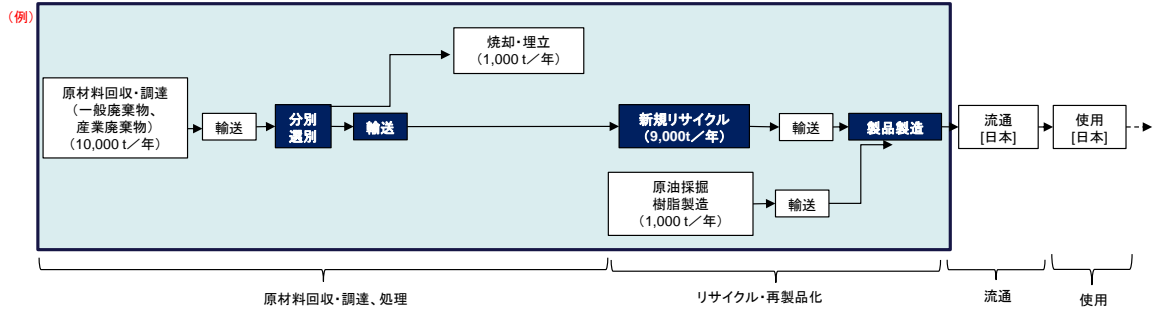 （例）
焼却・埋立
（1,000 t／年）
原材料回収・調達
（一般廃棄物、
産業廃棄物）
（10,000 t／年）
輸送
分別
選別
輸送
新規リサイクル
（9,000t／年）
輸送
製品製造
流通
[日本]
使用
[日本]
原油採掘
樹脂製造
（1,000 t／年）
輸送
原材料回収・調達、処理
リサイクル・再製品化
流通
使用